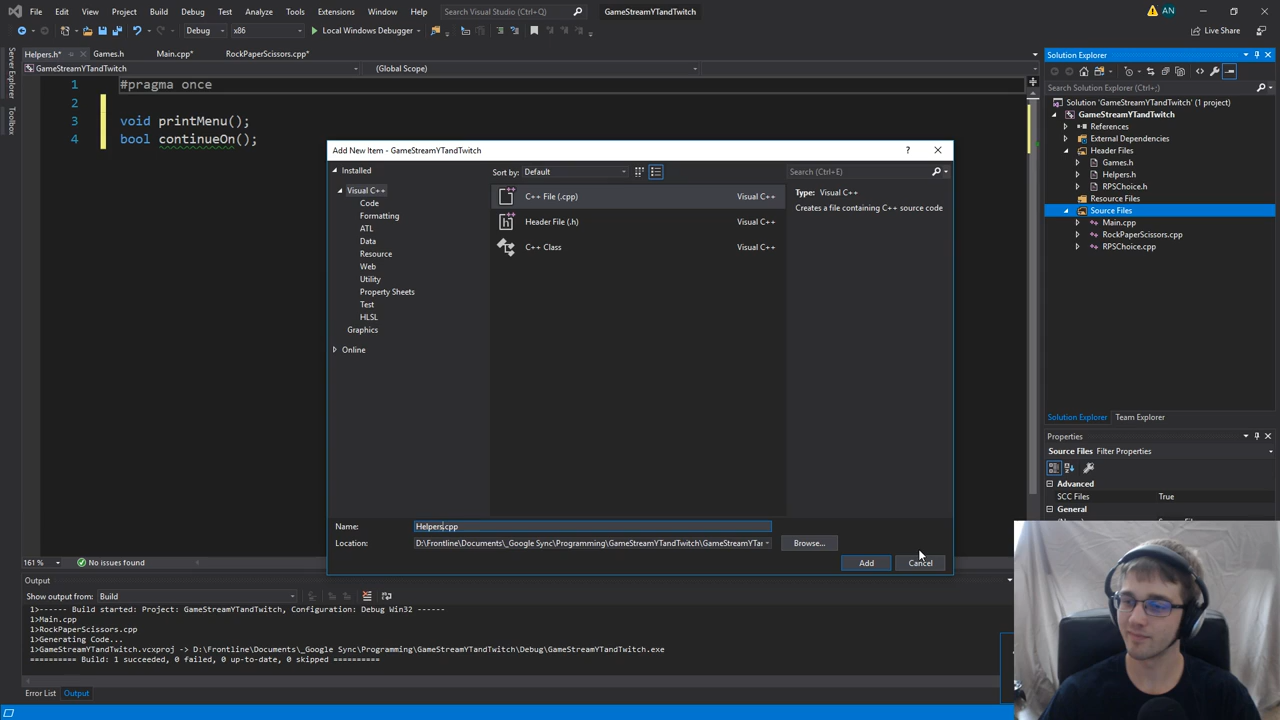 File Edit View Project Build Debug Test Analyze Tools Extensions Window Help Search Visual Studio (Ctrl+Q) GameStreamYTandTwitch AN
Debug x86 Local Windows Debugger Live Share
Server Explorer
Toolbox
Helpers.h* Games.h Main.cpp* RockPaperScissors.cpp*
GameStreamYTandTwitch (Global Scope)
1 #pragma once
2
3 void printMenu();
4 bool continueOn();
Add New Item - GameStreamYTandTwitch ?
Installed
Visual C++
Code
Formatting
ATL
Data
Resource
Web
Utility
Property Sheets
Test
HLSL
Graphics
Online
Sort by: Default
C++ File (.cpp) Visual C++
Header File (.h) Visual C++
C++ Class Visual C++
Search (Ctrl+E)
Type: Visual C++
Creates a file containing C++ source code
Name: Helpers.cpp
Location: D:\Frontline\Documents\_Google Sync\Programming\GameStreamYTandTwitch\GameStreamYTar
Browse...
Add Cancel
Solution Explorer
Search Solution Explorer (Ctrl+;)
Solution 'GameStreamYTandTwitch' (1 project)
GameStreamYTandTwitch
References
External Dependencies
Header Files
Games.h
Helpers.h
RPSChoice.h
Resource Files
Source Files
Main.cpp
RockPaperScissors.cpp
RPSChoice.cpp
Solution Explorer Team Explorer
Properties
Source Files Filter Properties
Advanced
SCC Files True
General
161 % No issues found
Output
Show output from: Build
1>------ Build started: Project: GameStreamYTandTwitch, Configuration: Debug Win32 ------
1>Main.cpp
1>RockPaperScissors.cpp
1>Generating Code...
1>GameStreamYTandTwitch.vcxproj -> D:\Frontline\Documents\_Google Sync\Programming\GameStreamYTandTwitch\Debug\GameStreamYTandTwitch.exe
========== Build: 1 succeeded, 0 failed, 0 up-to-date, 0 skipped ==========
Error List Output